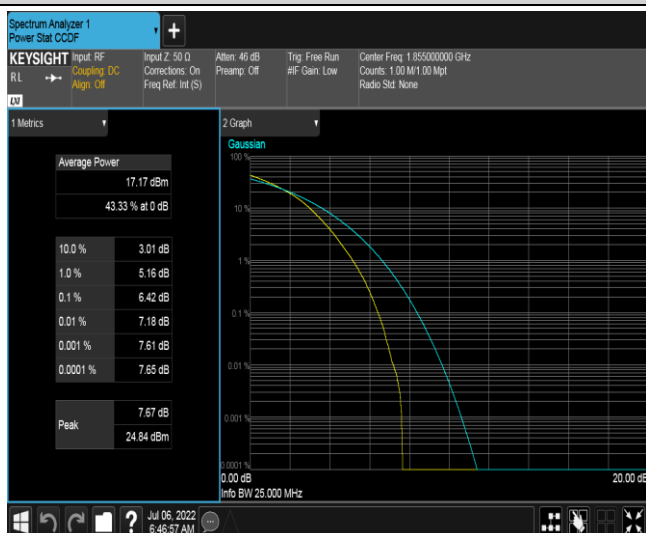 Spectrum Analyzer 1
Power Stat CCDF
KEYSIGHT
RL
LXI
Input: RF
Coupling: DC
Align: Off
Input Z: 50 Ω
Corrections: On
Freq Ref: Int (S)
Atten: 46 dB
Preamp: Off
Trig: Free Run
#IF Gain: Low
Center Freq: 1.855000000 GHz
Counts: 1.00 M/1.00 Mpt
Radio Std: None
1 Metrics
Average Power
17.17 dBm
43.33 % at 0 dB
10.0 % 3.01 dB
1.0 % 5.16 dB
0.1 % 6.42 dB
0.01 % 7.18 dB
0.001 % 7.61 dB
0.0001 % 7.65 dB
Peak
7.67 dB
24.84 dBm
2 Graph
Gaussian
100 %
10 %
1 %
0.1 %
0.01 %
0.001 %
0.0001 %
0.00 dB
20.00 dB
Info BW 25.000 MHz
?
Jul 06, 2022
6:46:57 AM